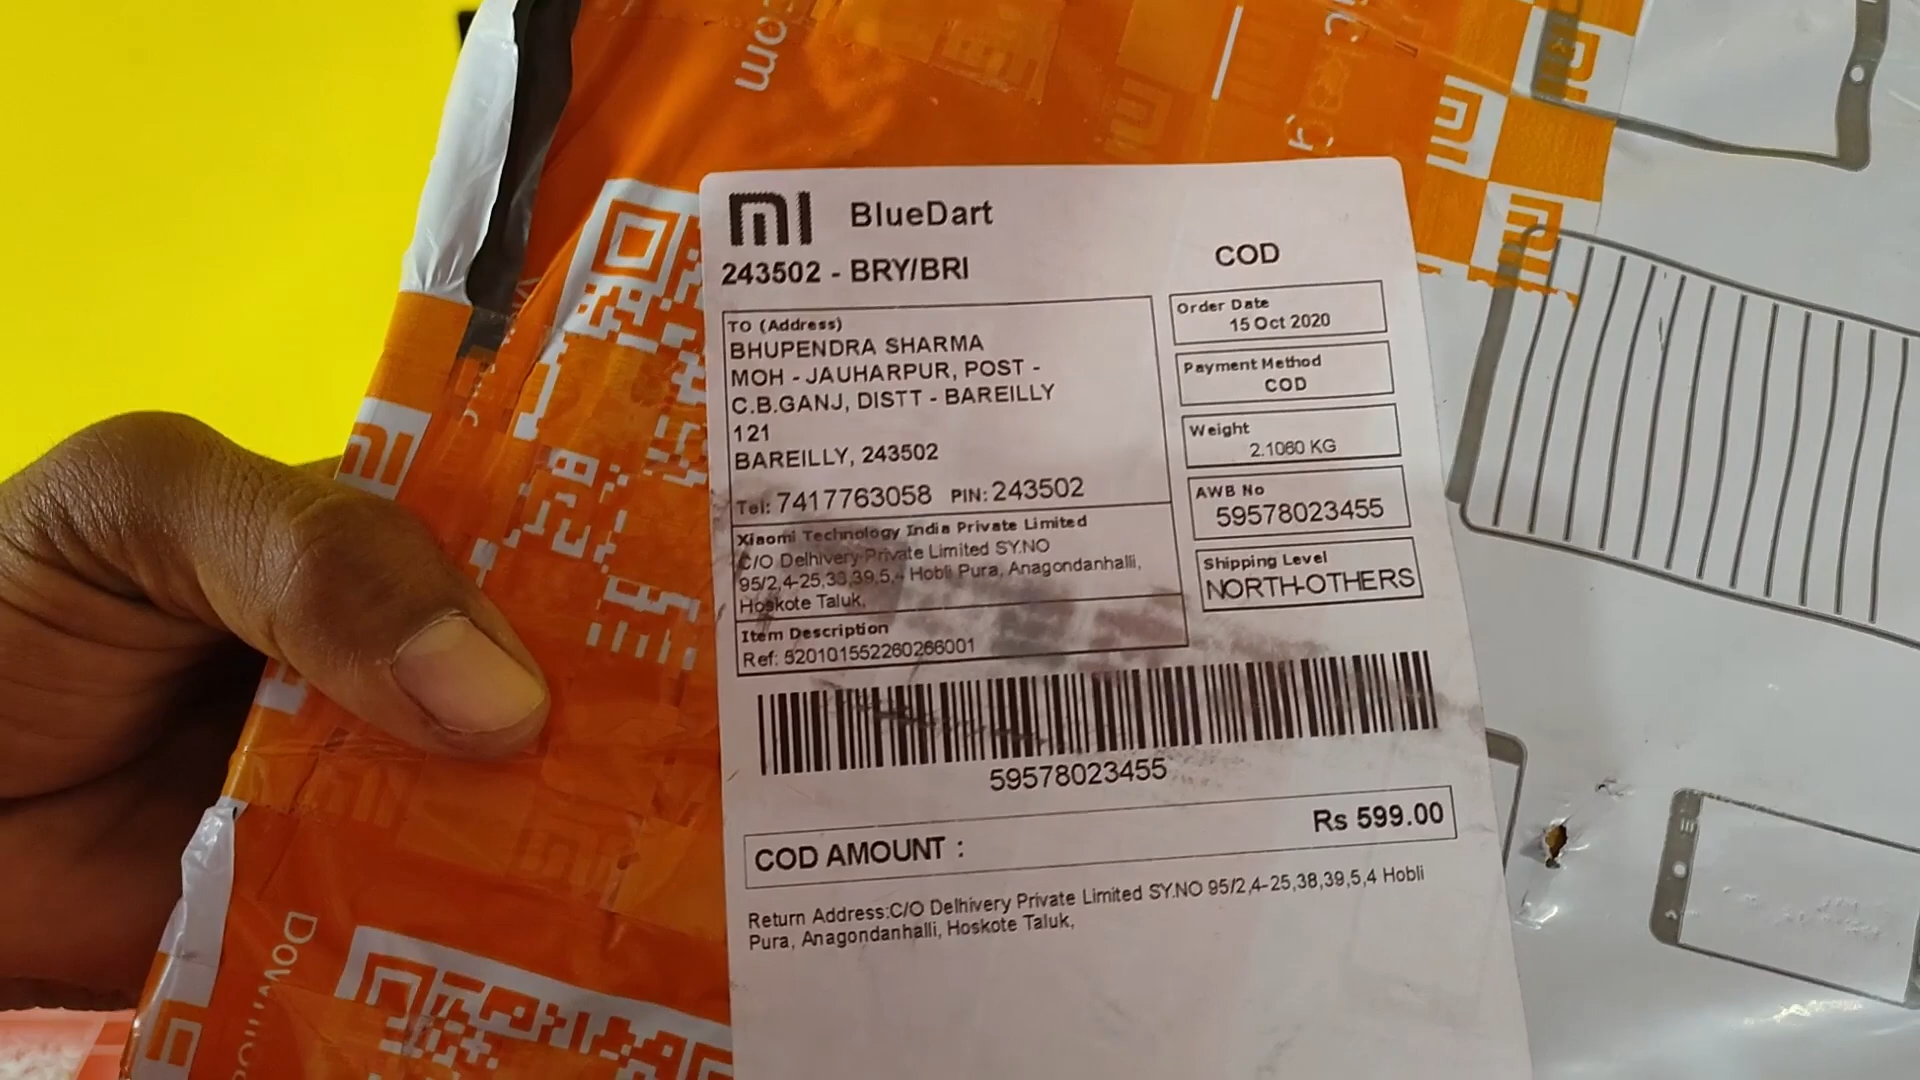 mi BlueDart
243502 - BRY/BRI
COD
TO (Address)
BHUPENDRA SHARMA
MOH - JAUHARPUR, POST -
C.B.GANJ, DISTT - BAREILLY
121
BAREILLY, 243502
Tel: 7417763058 PIN: 243502
Order Date
15 Oct 2020
Payment Method
COD
Weight
2.1060 KG
AWB No
59578023455
Shipping Level
NORTH-OTHERS
Xiaomi Technology India Private Limited
C/O Delhivery Private Limited SY.NO
95/2,4-25,38,39,5,4 Hobli Pura, Anagondanhalli,
Hoskote Taluk,
Item Description
Ref: 520101552260266001
59578023455
COD AMOUNT :
Rs 599.00
Return Address:C/O Delhivery Private Limited SY.NO 95/2,4-25,38,39,5,4 Hobli
Pura, Anagondanhalli, Hoskote Taluk,